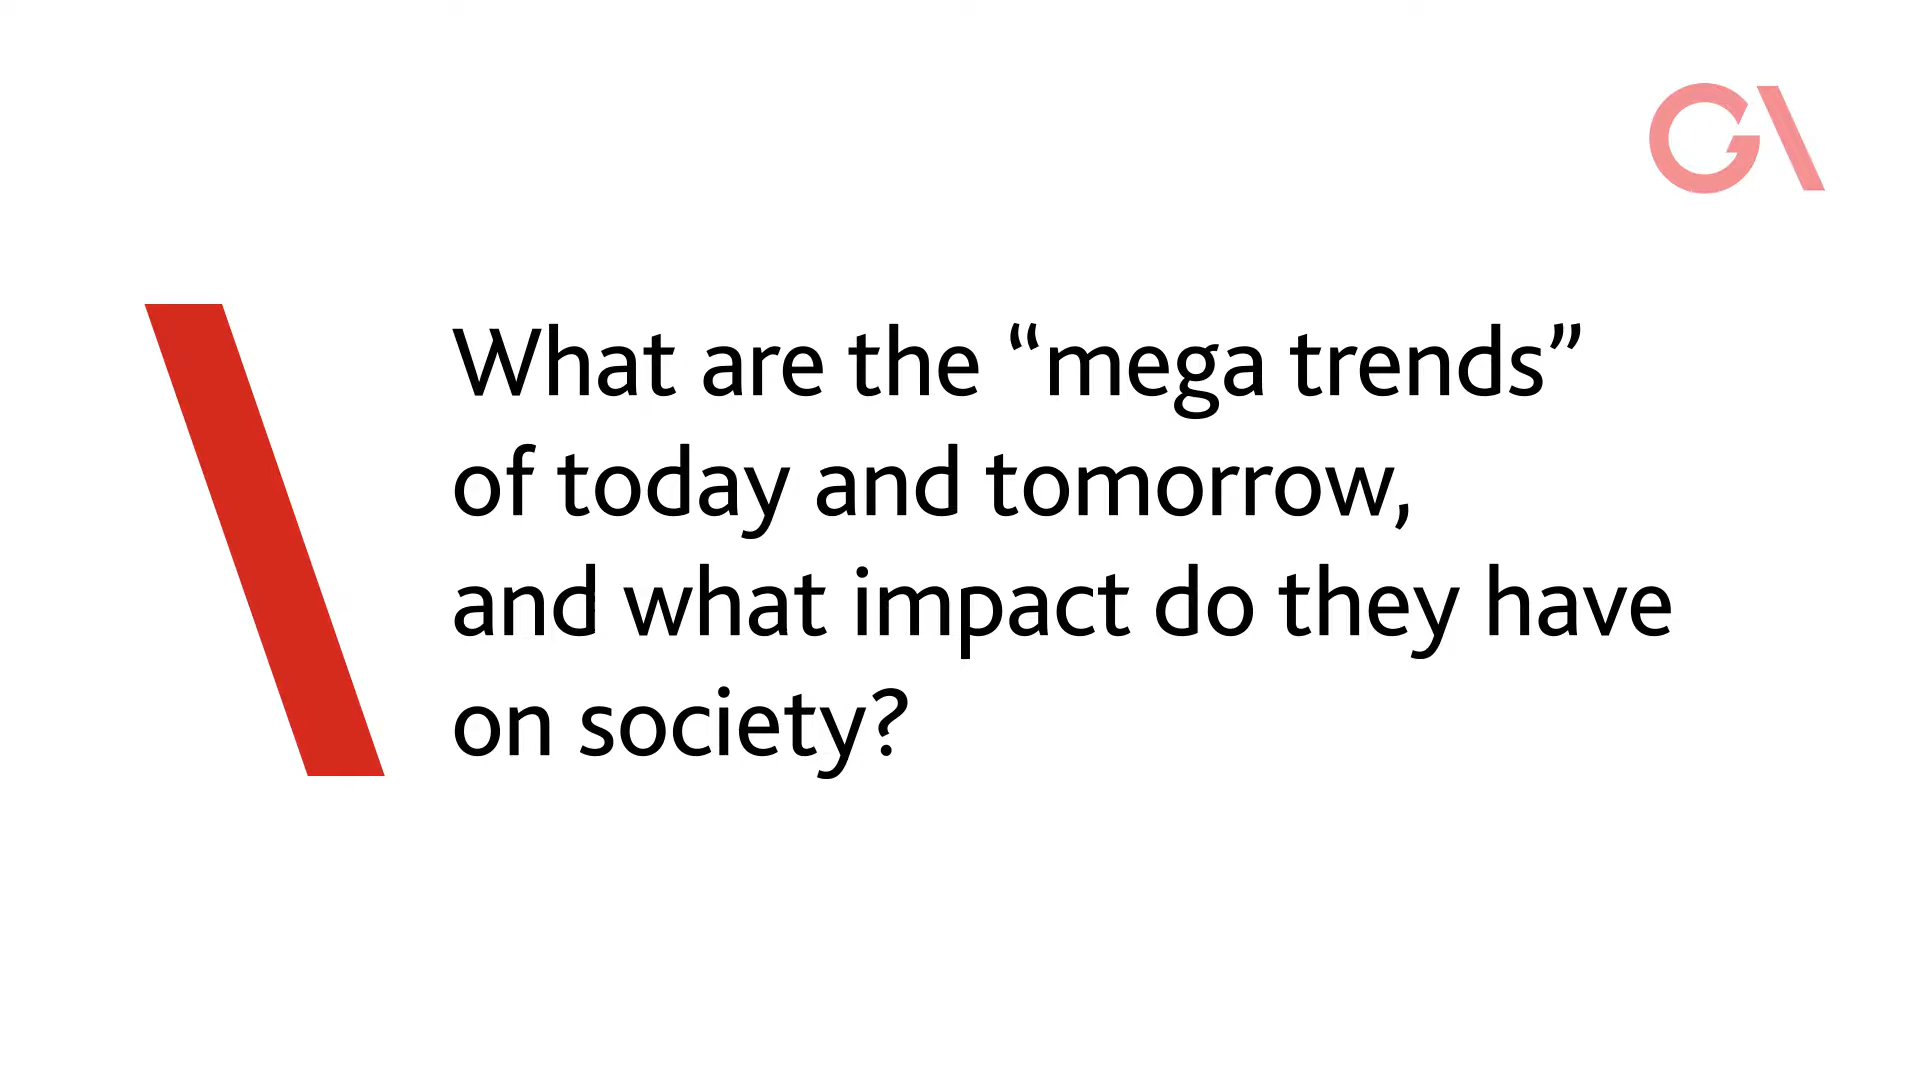 G\
What are the “mega trends”
of today and tomorrow,
and what impact do they have
on society?